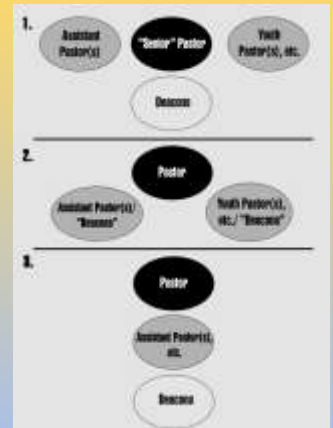 1.
Assistant
Pastor(s)
"Senior" Pastor
Youth
Pastor(s), etc.
Deacons
2.
Pastor
Assistant Pastor(s)/
"Deacons"
Youth Pastor(s),
etc./ "Deacons"
3.
Pastor
Assistant Pastor(s),
etc.
Deacons